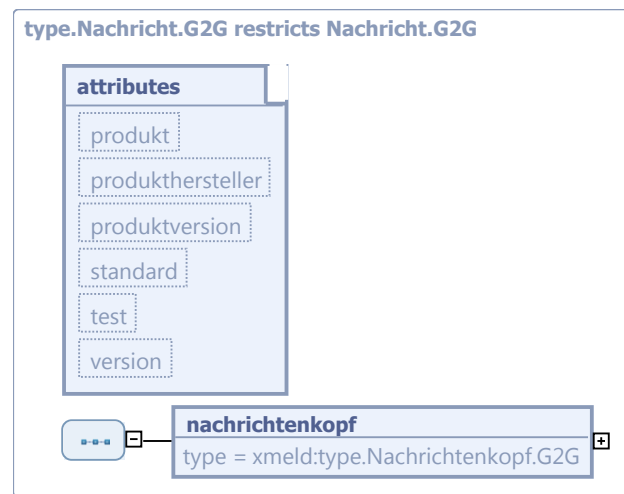 type.Nachricht.G2G restricts Nachricht.G2G
attributes
produkt
produkthersteller
produktversion
standard
test
version
nachrichtenkopf
type = xmeld:type.Nachrichtenkopf.G2G